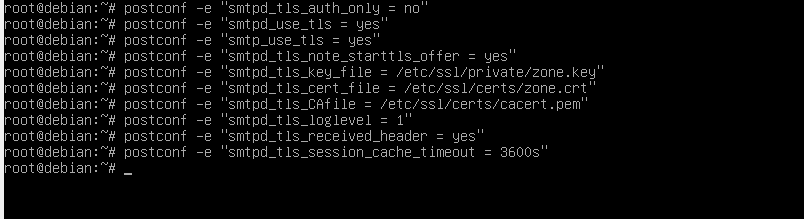 root@debian:~# postconf -e "smtpd_tls_auth_only = no"
root@debian:~# postconf -e "smtpd_use_tls = yes"
root@debian:~# postconf -e "smtp_use_tls = yes"
root@debian:~# postconf -e "smtp_tls_note_starttls_offer = yes"
root@debian:~# postconf -e "smtpd_tls_key_file = /etc/ssl/private/zone.key"
root@debian:~# postconf -e "smtpd_tls_cert_file = /etc/ssl/certs/zone.crt"
root@debian:~# postconf -e "smtpd_tls_CAfile = /etc/ssl/certs/cacert.pem"
root@debian:~# postconf -e "smtpd_tls_loglevel = 1"
root@debian:~# postconf -e "smtpd_tls_received_header = yes"
root@debian:~# postconf -e "smtpd_tls_session_cache_timeout = 3600s"
root@debian:~# _